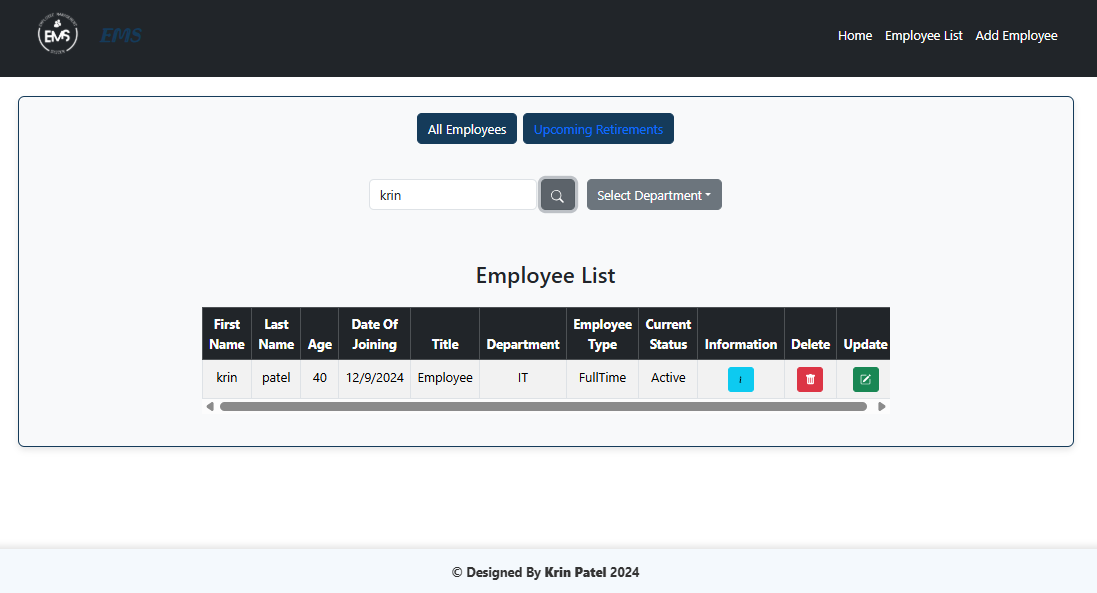 EMS
EMS
Home Employee List Add Employee
All Employees Upcoming Retirements
krin Select Department
Employee List
First Name Last Name Age Date Of Joining Title Department Employee Type Current Status Information Delete Update
krin patel 40 12/9/2024 Employee IT FullTime Active i
© Designed By Krin Patel 2024